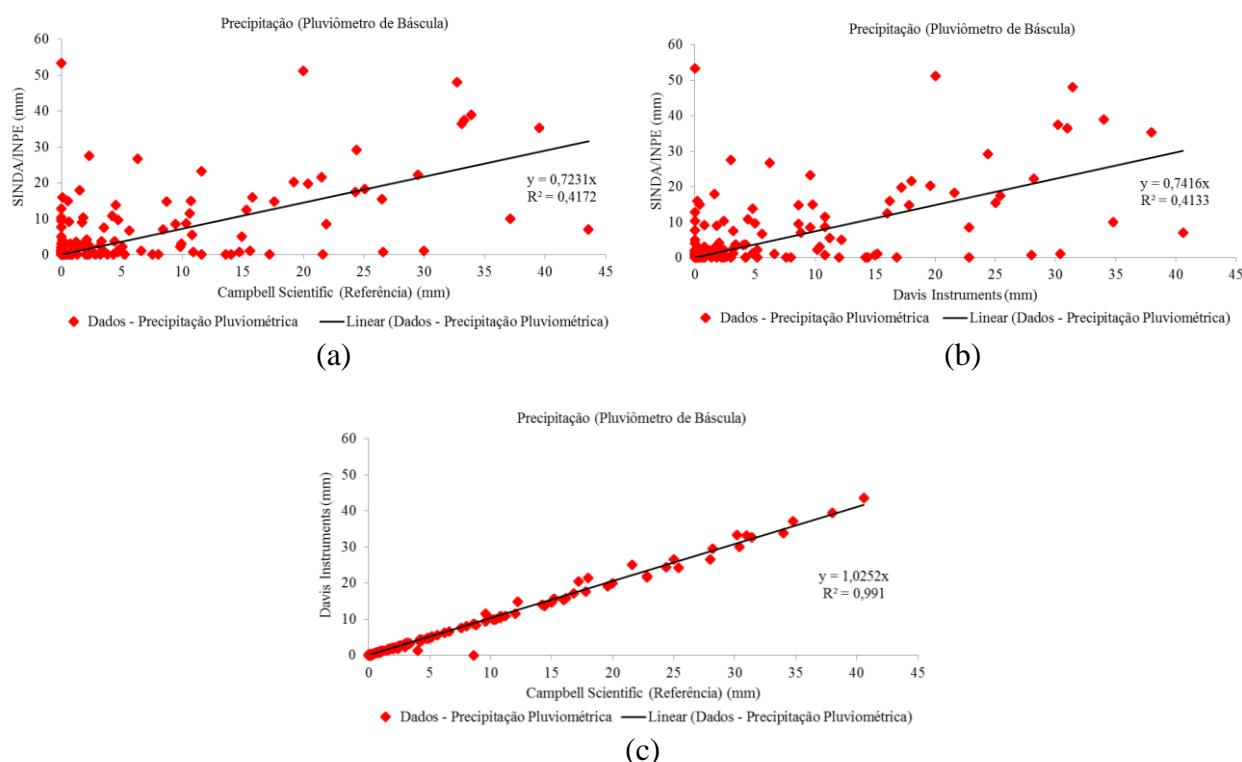 Precipitação (Pluviômetro de Báscula)
60
50
40
30
20
10
0
SINDA/INPE (mm)
y = 0,7231x
R² = 0,4172
0 5 10 15 20 25 30 35 40 45
Campbell Scientific (Referência) (mm)
Dados - Precipitação Pluviométrica Linear (Dados - Precipitação Pluviométrica)
(a)
Precipitação (Pluviômetro de Báscula)
60
50
40
30
20
10
0
SINDA/INPE (mm)
y = 0,7416x
R² = 0,4133
0 5 10 15 20 25 30 35 40 45
Davis Instruments (mm)
Dados - Precipitação Pluviométrica Linear (Dados - Precipitação Pluviométrica)
(b)
Precipitação (Pluviômetro de Báscula)
60
50
40
30
20
10
0
Davis Instruments (mm)
y = 1,0252x
R² = 0,991
0 5 10 15 20 25 30 35 40 45
Campbell Scientific (Referência) (mm)
Dados - Precipitação Pluviométrica Linear (Dados - Precipitação Pluviométrica)
(c)